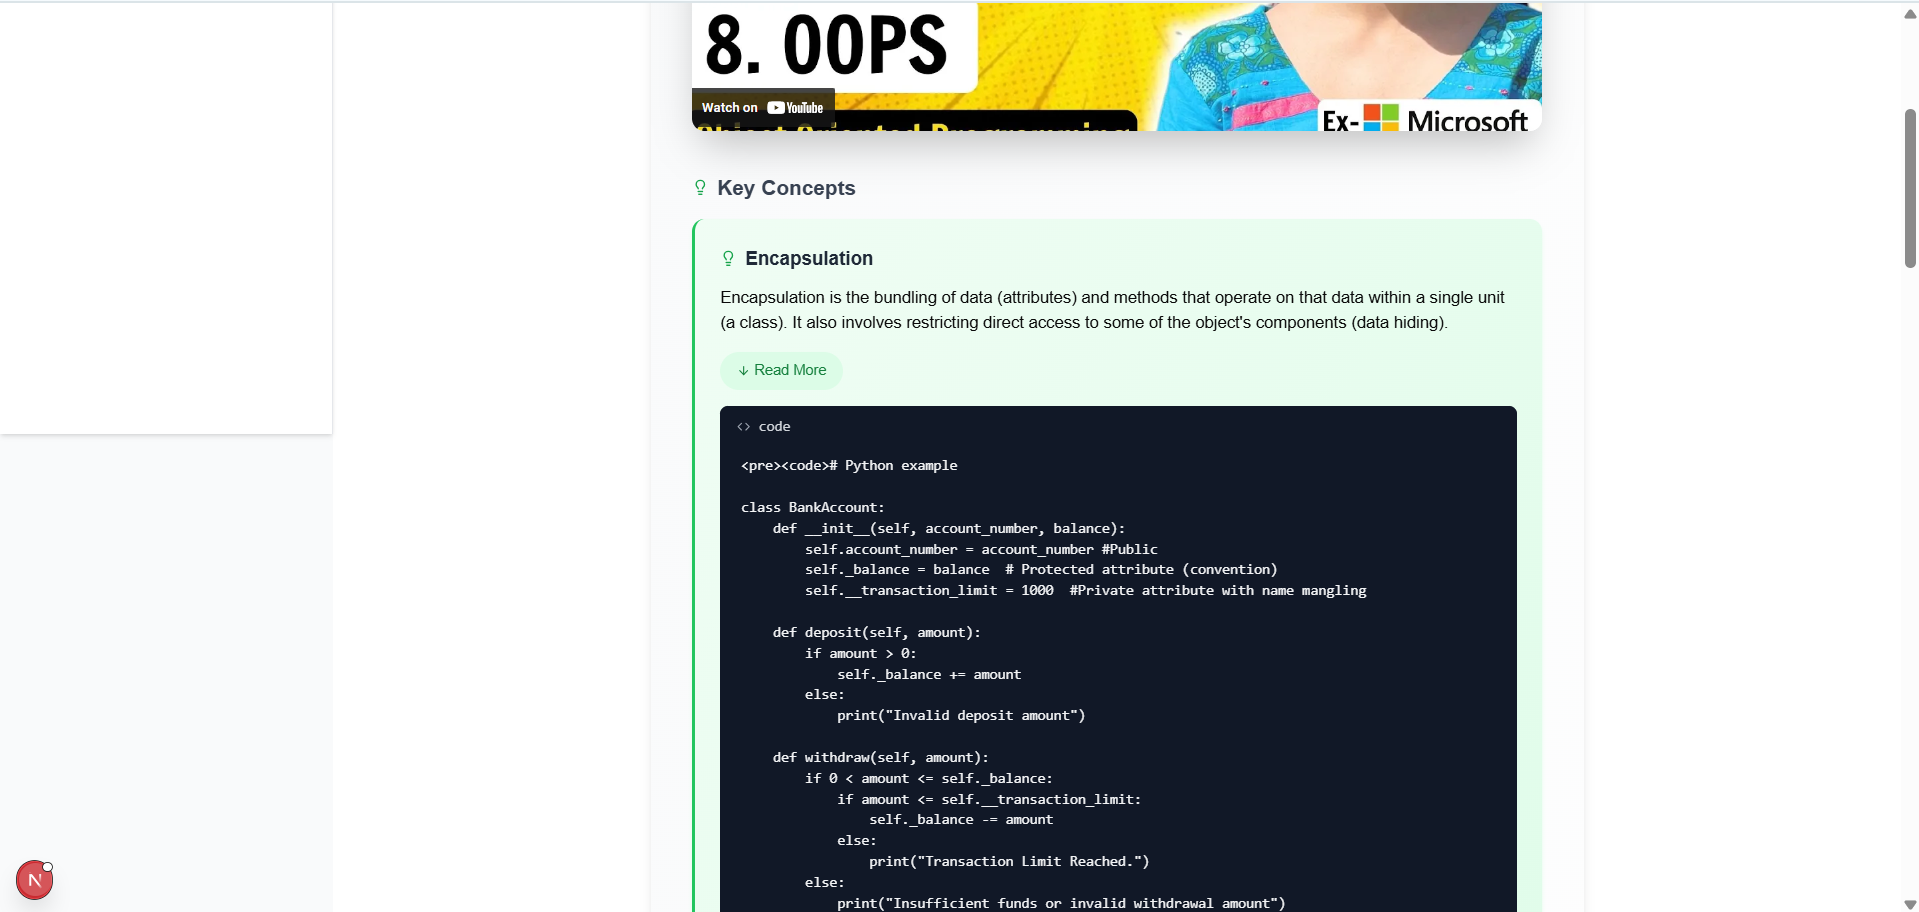 8. OOPS
Watch on YouTube
Object Oriented Programming
Ex- Microsoft
Key Concepts
Encapsulation
Encapsulation is the bundling of data (attributes) and methods that operate on that data within a single unit
(a class). It also involves restricting direct access to some of the object's components (data hiding).
↓ Read More
<> code
<pre><code># Python example
class BankAccount:
    def __init__(self, account_number, balance):
        self.account_number = account_number #Public
        self._balance = balance  # Protected attribute (convention)
        self.__transaction_limit = 1000  #Private attribute with name mangling
    def deposit(self, amount):
        if amount > 0:
            self._balance += amount
        else:
            print("Invalid deposit amount")
    def withdraw(self, amount):
        if 0 < amount <= self._balance:
            if amount <= self.__transaction_limit:
                self._balance -= amount
            else:
                print("Transaction Limit Reached.")
        else:
            print("Insufficient funds or invalid withdrawal amount")
N